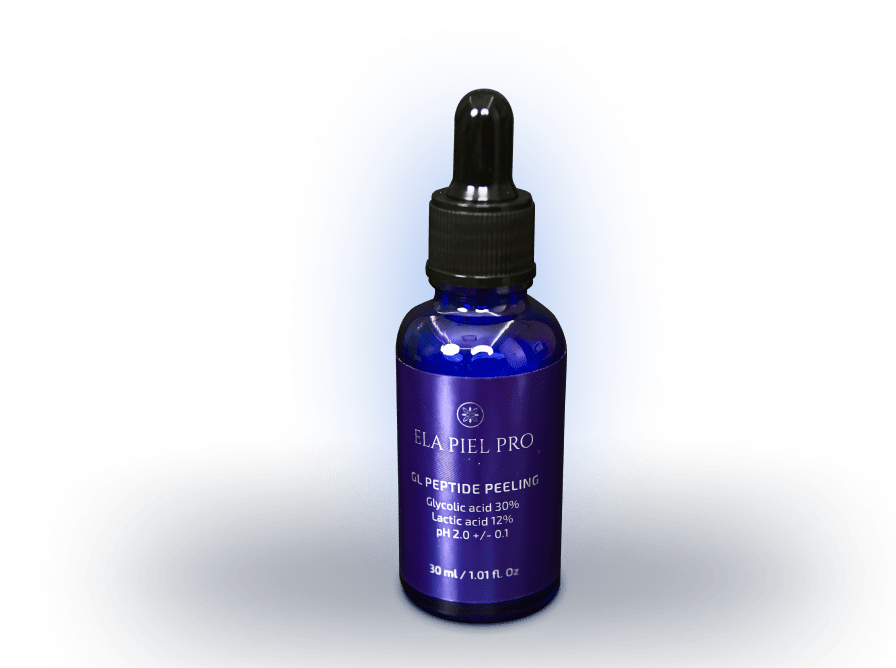 ELA PIEL PRO
GL PEPTIDE PEELING
Glycolic acid 30%
Lactic acid 12%
pH 2.0 +/- 0.1
30 ml / 1.01 fl. Oz